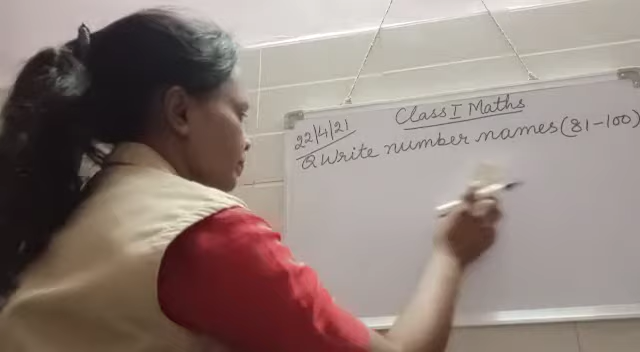 Class I Maths
22/4/21
Q Write number names (81-100)